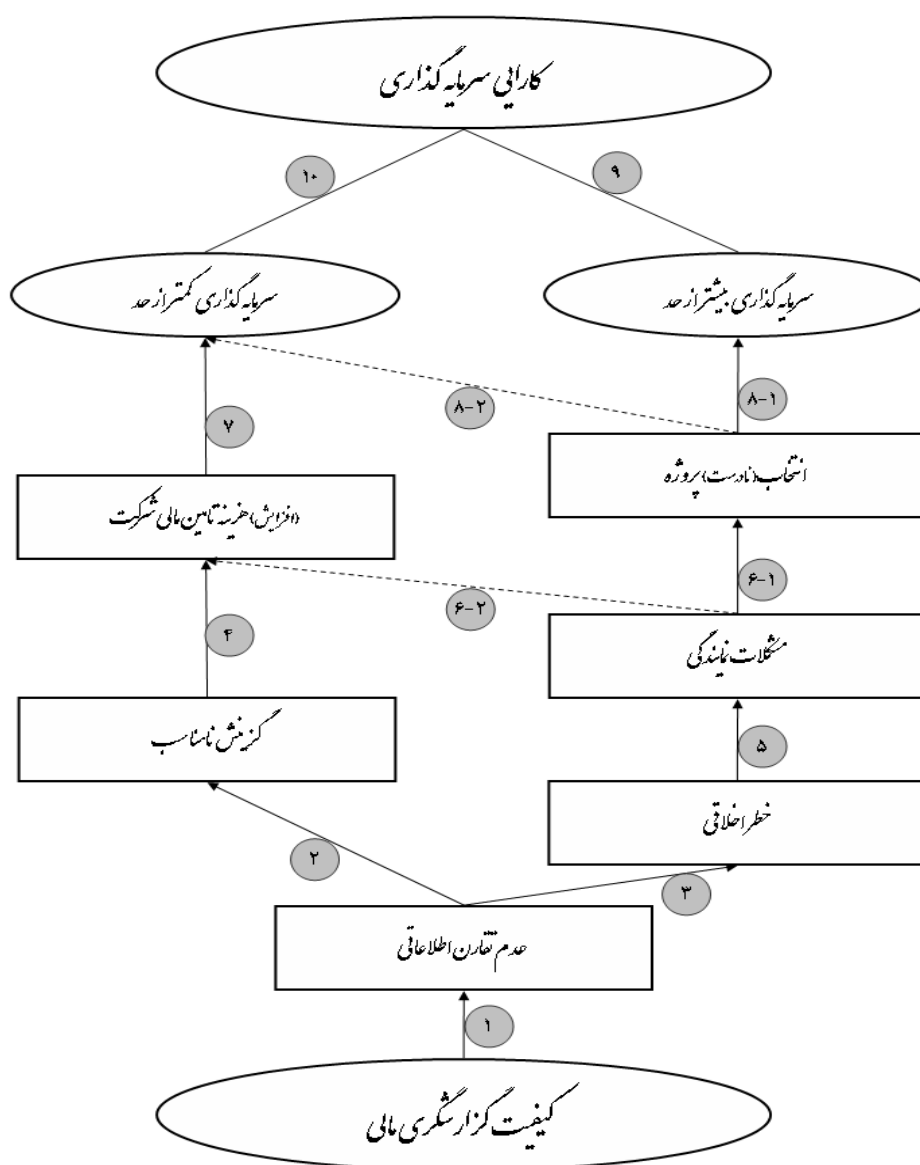 کارایی سرمایه گذاری
۱۰
۹
سرمایه گذاری بیشتر از حد
سرمایه گذاری کمتر از حد
۸-۱
۸-۲
۷
انتخاب (نادرست) پروژه
(افزایش) هزینه تامین مالی شرکت
۶-۱
۶-۲
۴
مشکلات نمایندگی
گزینش نامناسب
۵
خطر اخلاقی
۲
۳
عدم تقارن اطلاعاتی
۱
کیفیت گزارشگری مالی